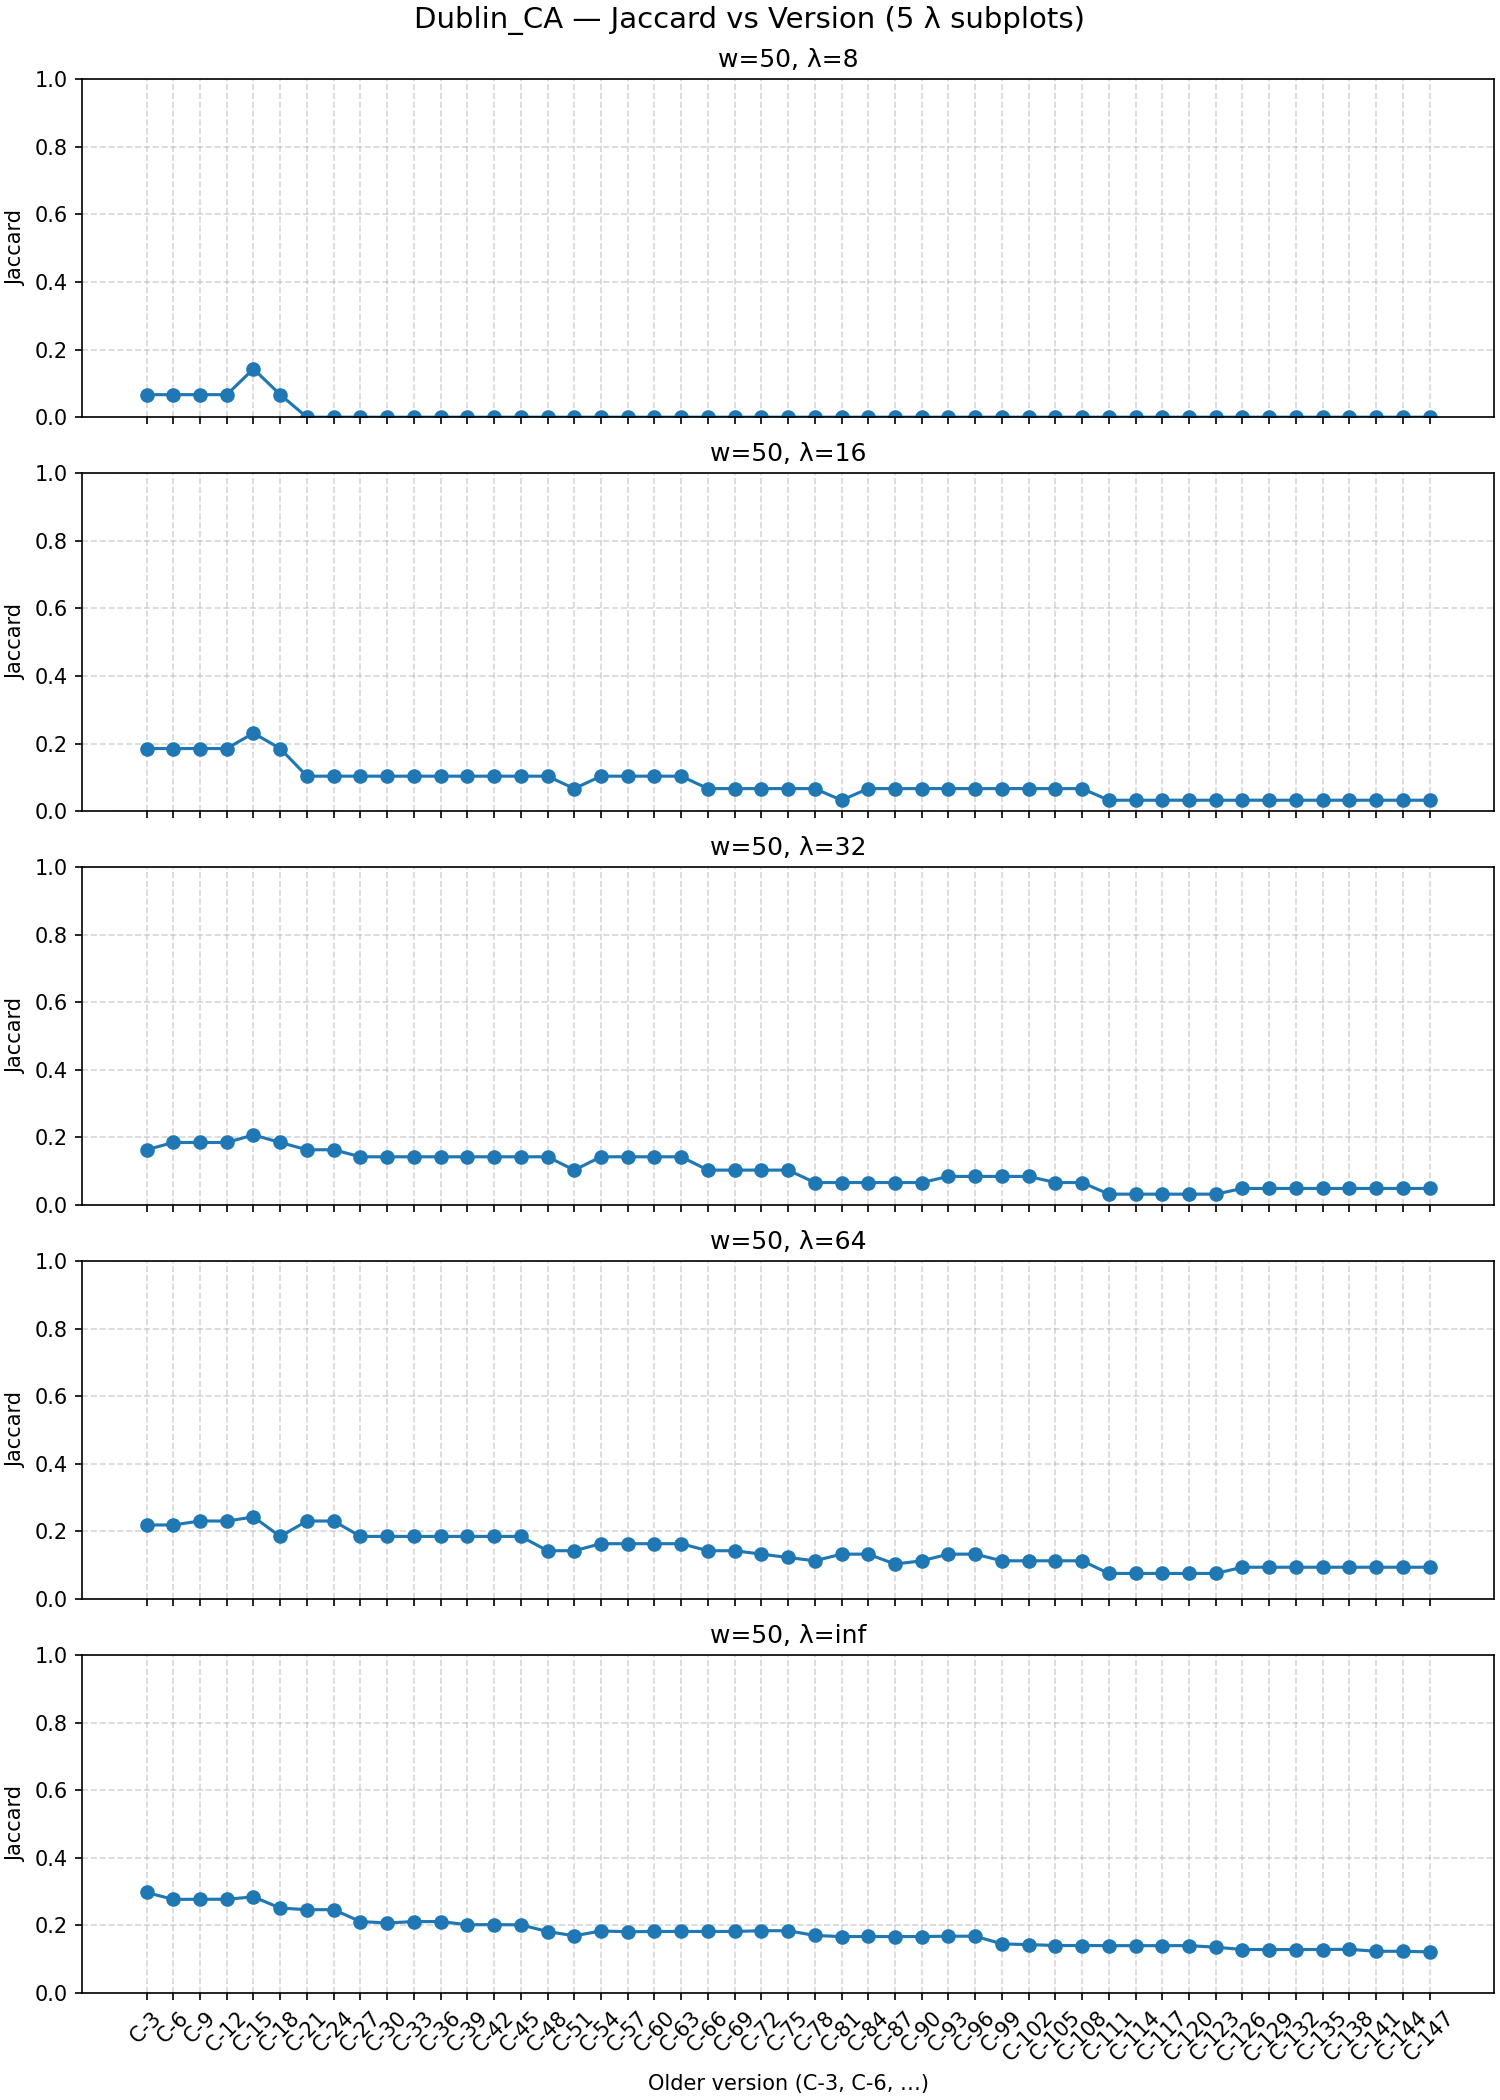 Dublin_CA — Jaccard vs Version (5 λ subplots)
w=50, λ=8
1.0
0.8
0.6
0.4
0.2
0.0
Jaccard
w=50, λ=16
1.0
0.8
0.6
0.4
0.2
0.0
Jaccard
w=50, λ=32
1.0
0.8
0.6
0.4
0.2
0.0
Jaccard
w=50, λ=64
1.0
0.8
0.6
0.4
0.2
0.0
Jaccard
w=50, λ=inf
1.0
0.8
0.6
0.4
0.2
0.0
Jaccard
C-3 C-6 C-9 C-12 C-15 C-18 C-21 C-24 C-27 C-30 C-33 C-36 C-39 C-42 C-45 C-48 C-51 C-54 C-57 C-60 C-63 C-66 C-69 C-72 C-75 C-78 C-81 C-84 C-87 C-90 C-93 C-96 C-99 C-102 C-105 C-108 C-111 C-114 C-117 C-120 C-123 C-126 C-129 C-132 C-135 C-138 C-141 C-144 C-147
Older version (C-3, C-6, ...)